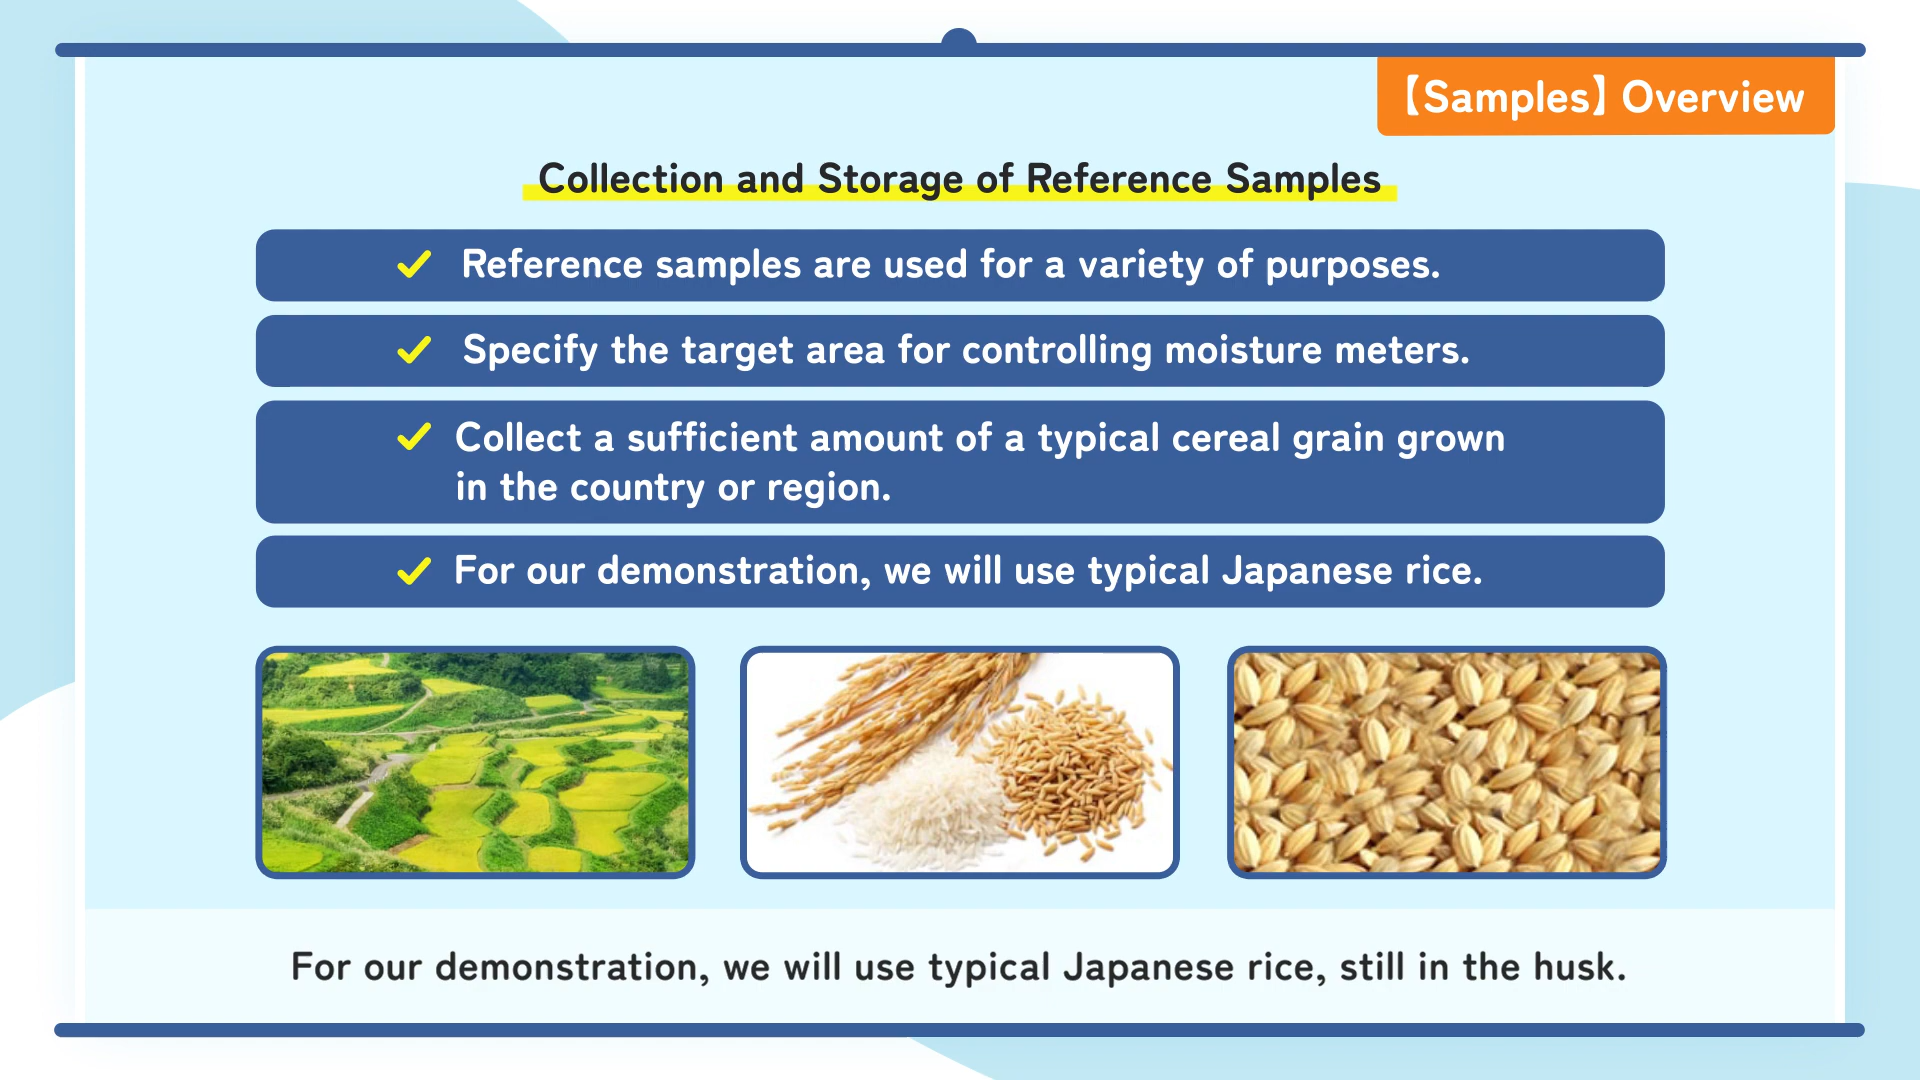 【Samples】Overview
Collection and Storage of Reference Samples
Reference samples are used for a variety of purposes.
Specify the target area for controlling moisture meters.
Collect a sufficient amount of a typical cereal grain grown
in the country or region.
For our demonstration, we will use typical Japanese rice.
For our demonstration, we will use typical Japanese rice, still in the husk.